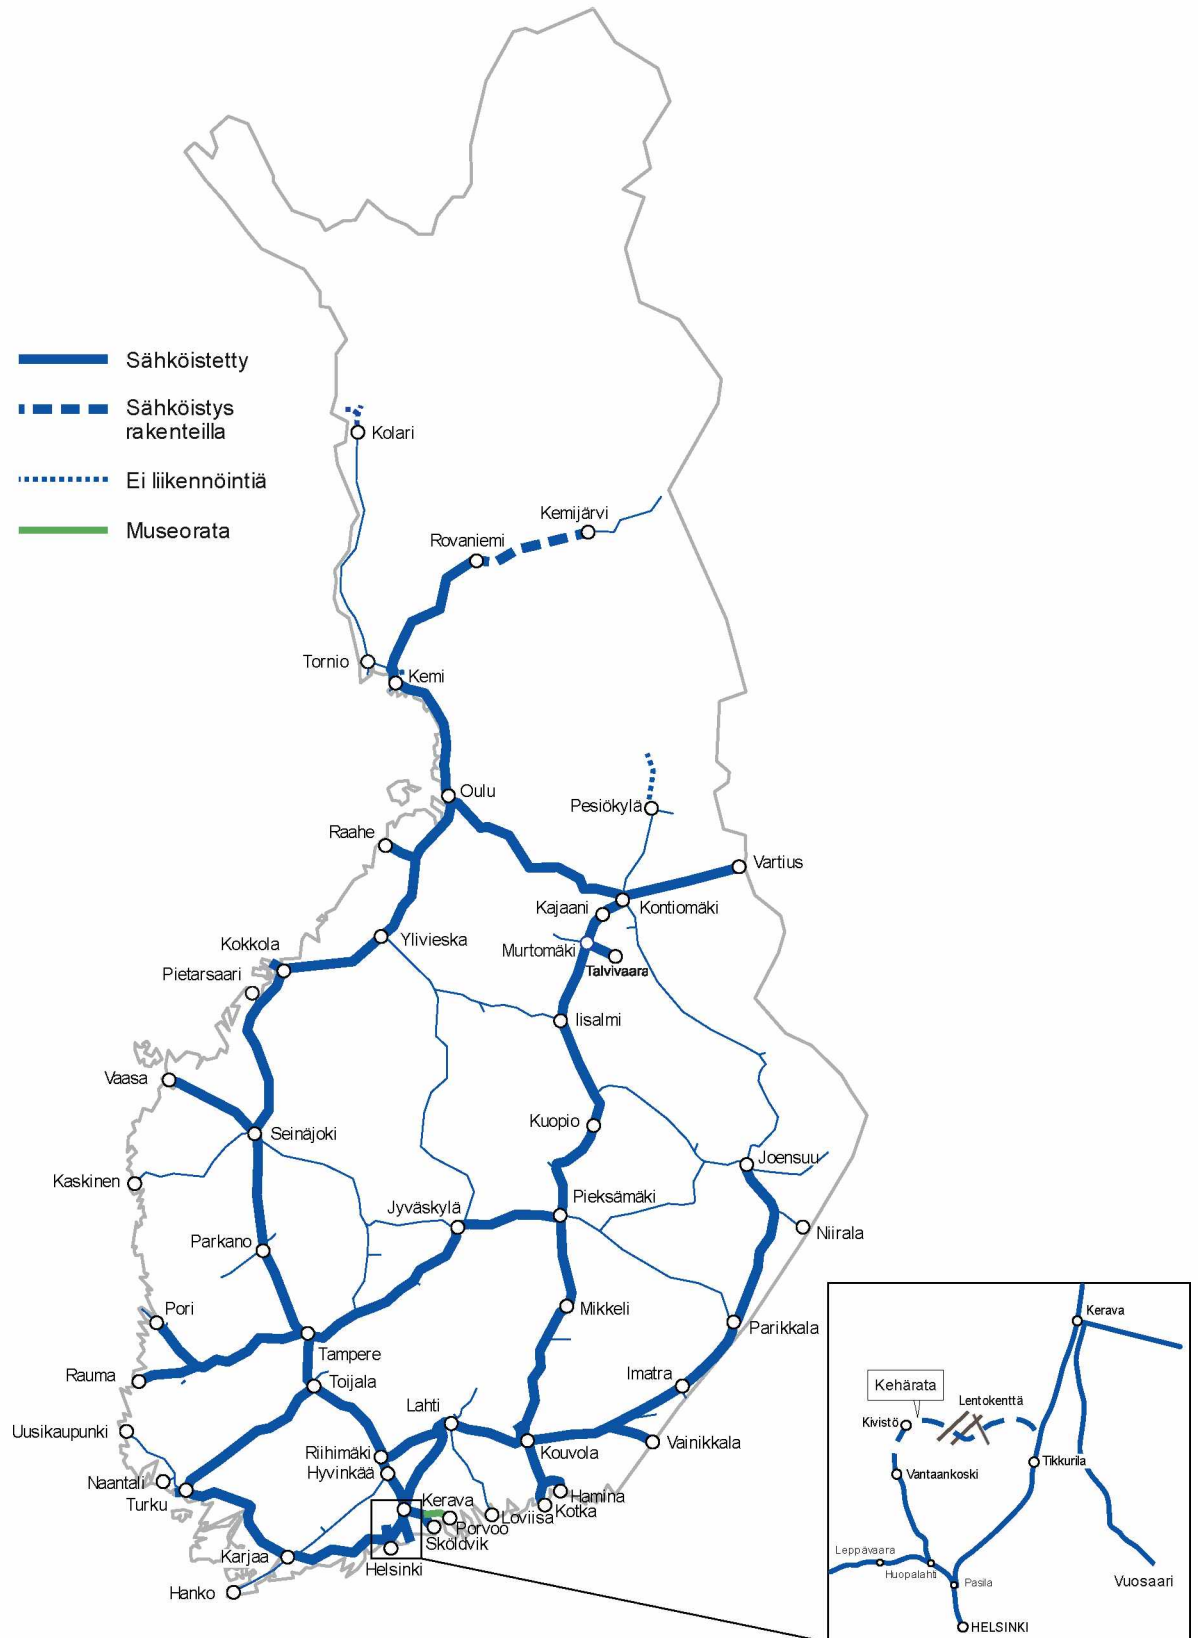 Sähköistetty
Sähköistys
rakenteilla
Ei liikennöintiä
Museorata
Kolari
Kemijärvi
Rovaniemi
Tornio
Kemi
Oulu
Pesiökylä
Raahe
Vartius
Kajaani
Kontiomäki
Ylivieska
Kokkola
Murtomäki
Talvivaara
Pietarsaari
Iisalmi
Vaasa
Kuopio
Seinäjoki
Joensuu
Kaskinen
Pieksämäki
Jyväskylä
Niirala
Parkano
Pori
Mikkeli
Parikkala
Tampere
Rauma
Imatra
Toijala
Lahti
Uusikaupunki
Vainikkala
Kouvola
Riihimäki
Hyvinkää
Naantali
Turku
Kerava
Hamina
Kotka
Loviisa
Porvoo
Sköldvik
Karjaa
Helsinki
Hanko
Kerava
Kehärata
Lentokenttä
Kivistö
Tikkurila
Vantaankoski
Leppävaara
Huopalahti
Pasila
Vuosaari
HELSINKI